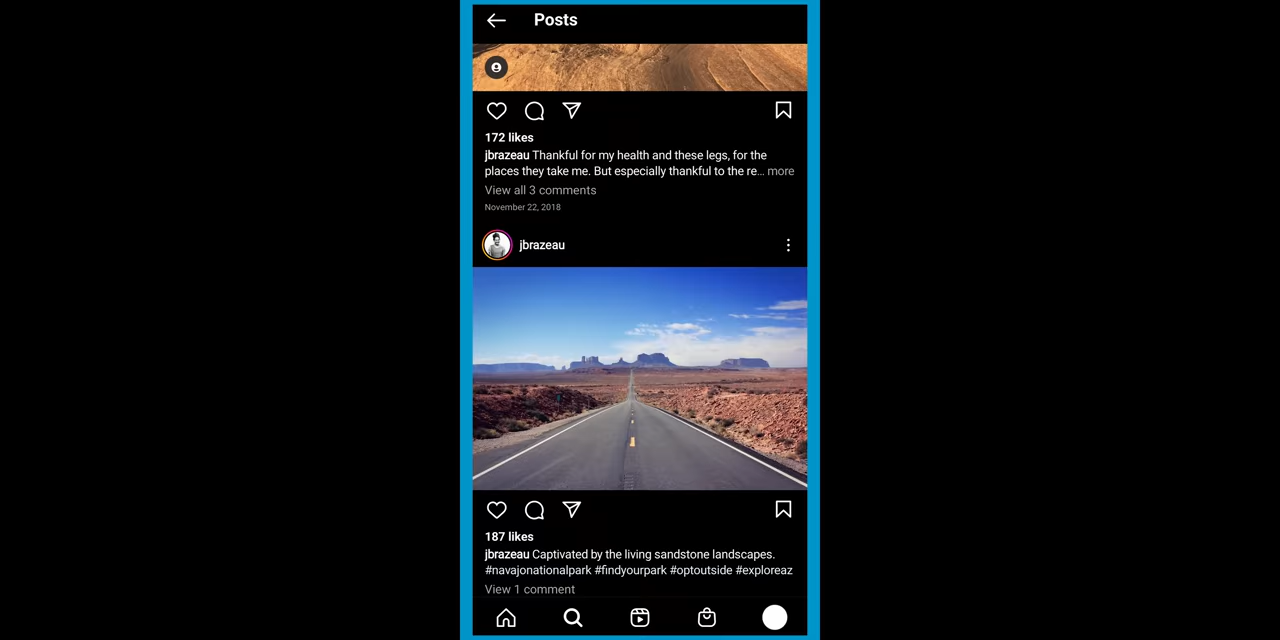 Posts
172 likes
jbrazeau Thankful for my health and these legs, for the
places they take me. But especially thankful to the re... more
View all 3 comments
November 22, 2018
jbrazeau
187 likes
jbrazeau Captivated by the living sandstone landscapes.
#navajonationalpark #findyourpark #optoutside #exploreaz
View 1 comment